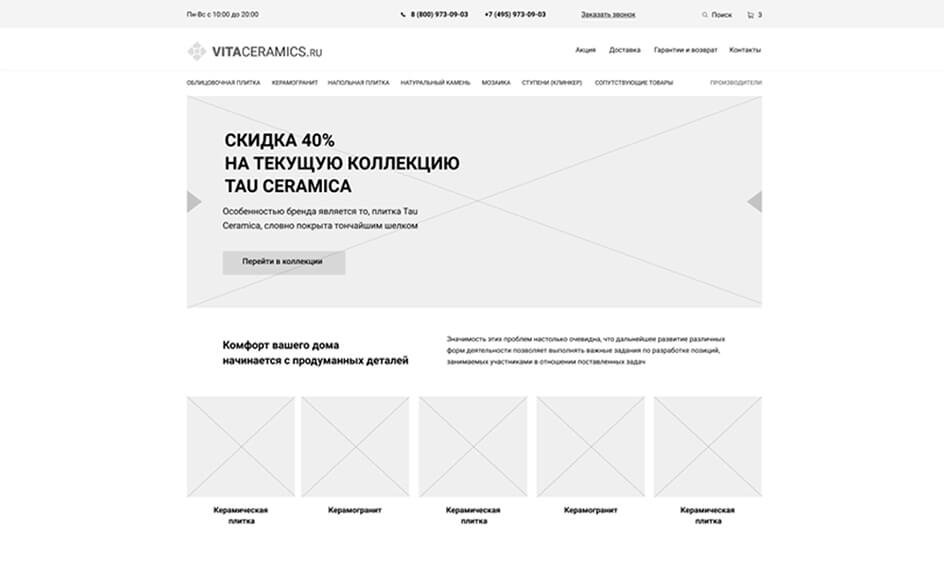 Пн-Вс с 10:00 до 20:00 8 (800) 973-09-03 +7 (495) 973-09-03 Заказать звонок Поиск 3
VITACERAMICS.RU Акция Доставка Гарантии и возврат Контакты
ОБЛИЦОВОЧНАЯ ПЛИТКА КЕРАМОГРАНИТ НАПОЛЬНАЯ ПЛИТКА НАТУРАЛЬНЫЙ КАМЕНЬ МОЗАИКА СТУПЕНИ (КЛИНКЕР) СОПУТСТВУЮЩИЕ ТОВАРЫ ПРОИЗВОДИТЕЛИ
СКИДКА 40%
НА ТЕКУЩУЮ КОЛЛЕКЦИЮ
TAU CERAMICA
Особенностью бренда является то, плитка Tau
Ceramica, словно покрыта тончайшим шелком
Перейти в коллекции
Комфорт вашего дома
начинается с продуманных деталей
Значимость этих проблем настолько очевидна, что дальнейшее развитие различных
форм деятельности позволяет выполнять важные задания по разработке позиций,
занимаемых участниками в отношении поставленных задач
Керамическая
плитка
Керамогранит
Керамическая
плитка
Керамогранит
Керамическая
плитка